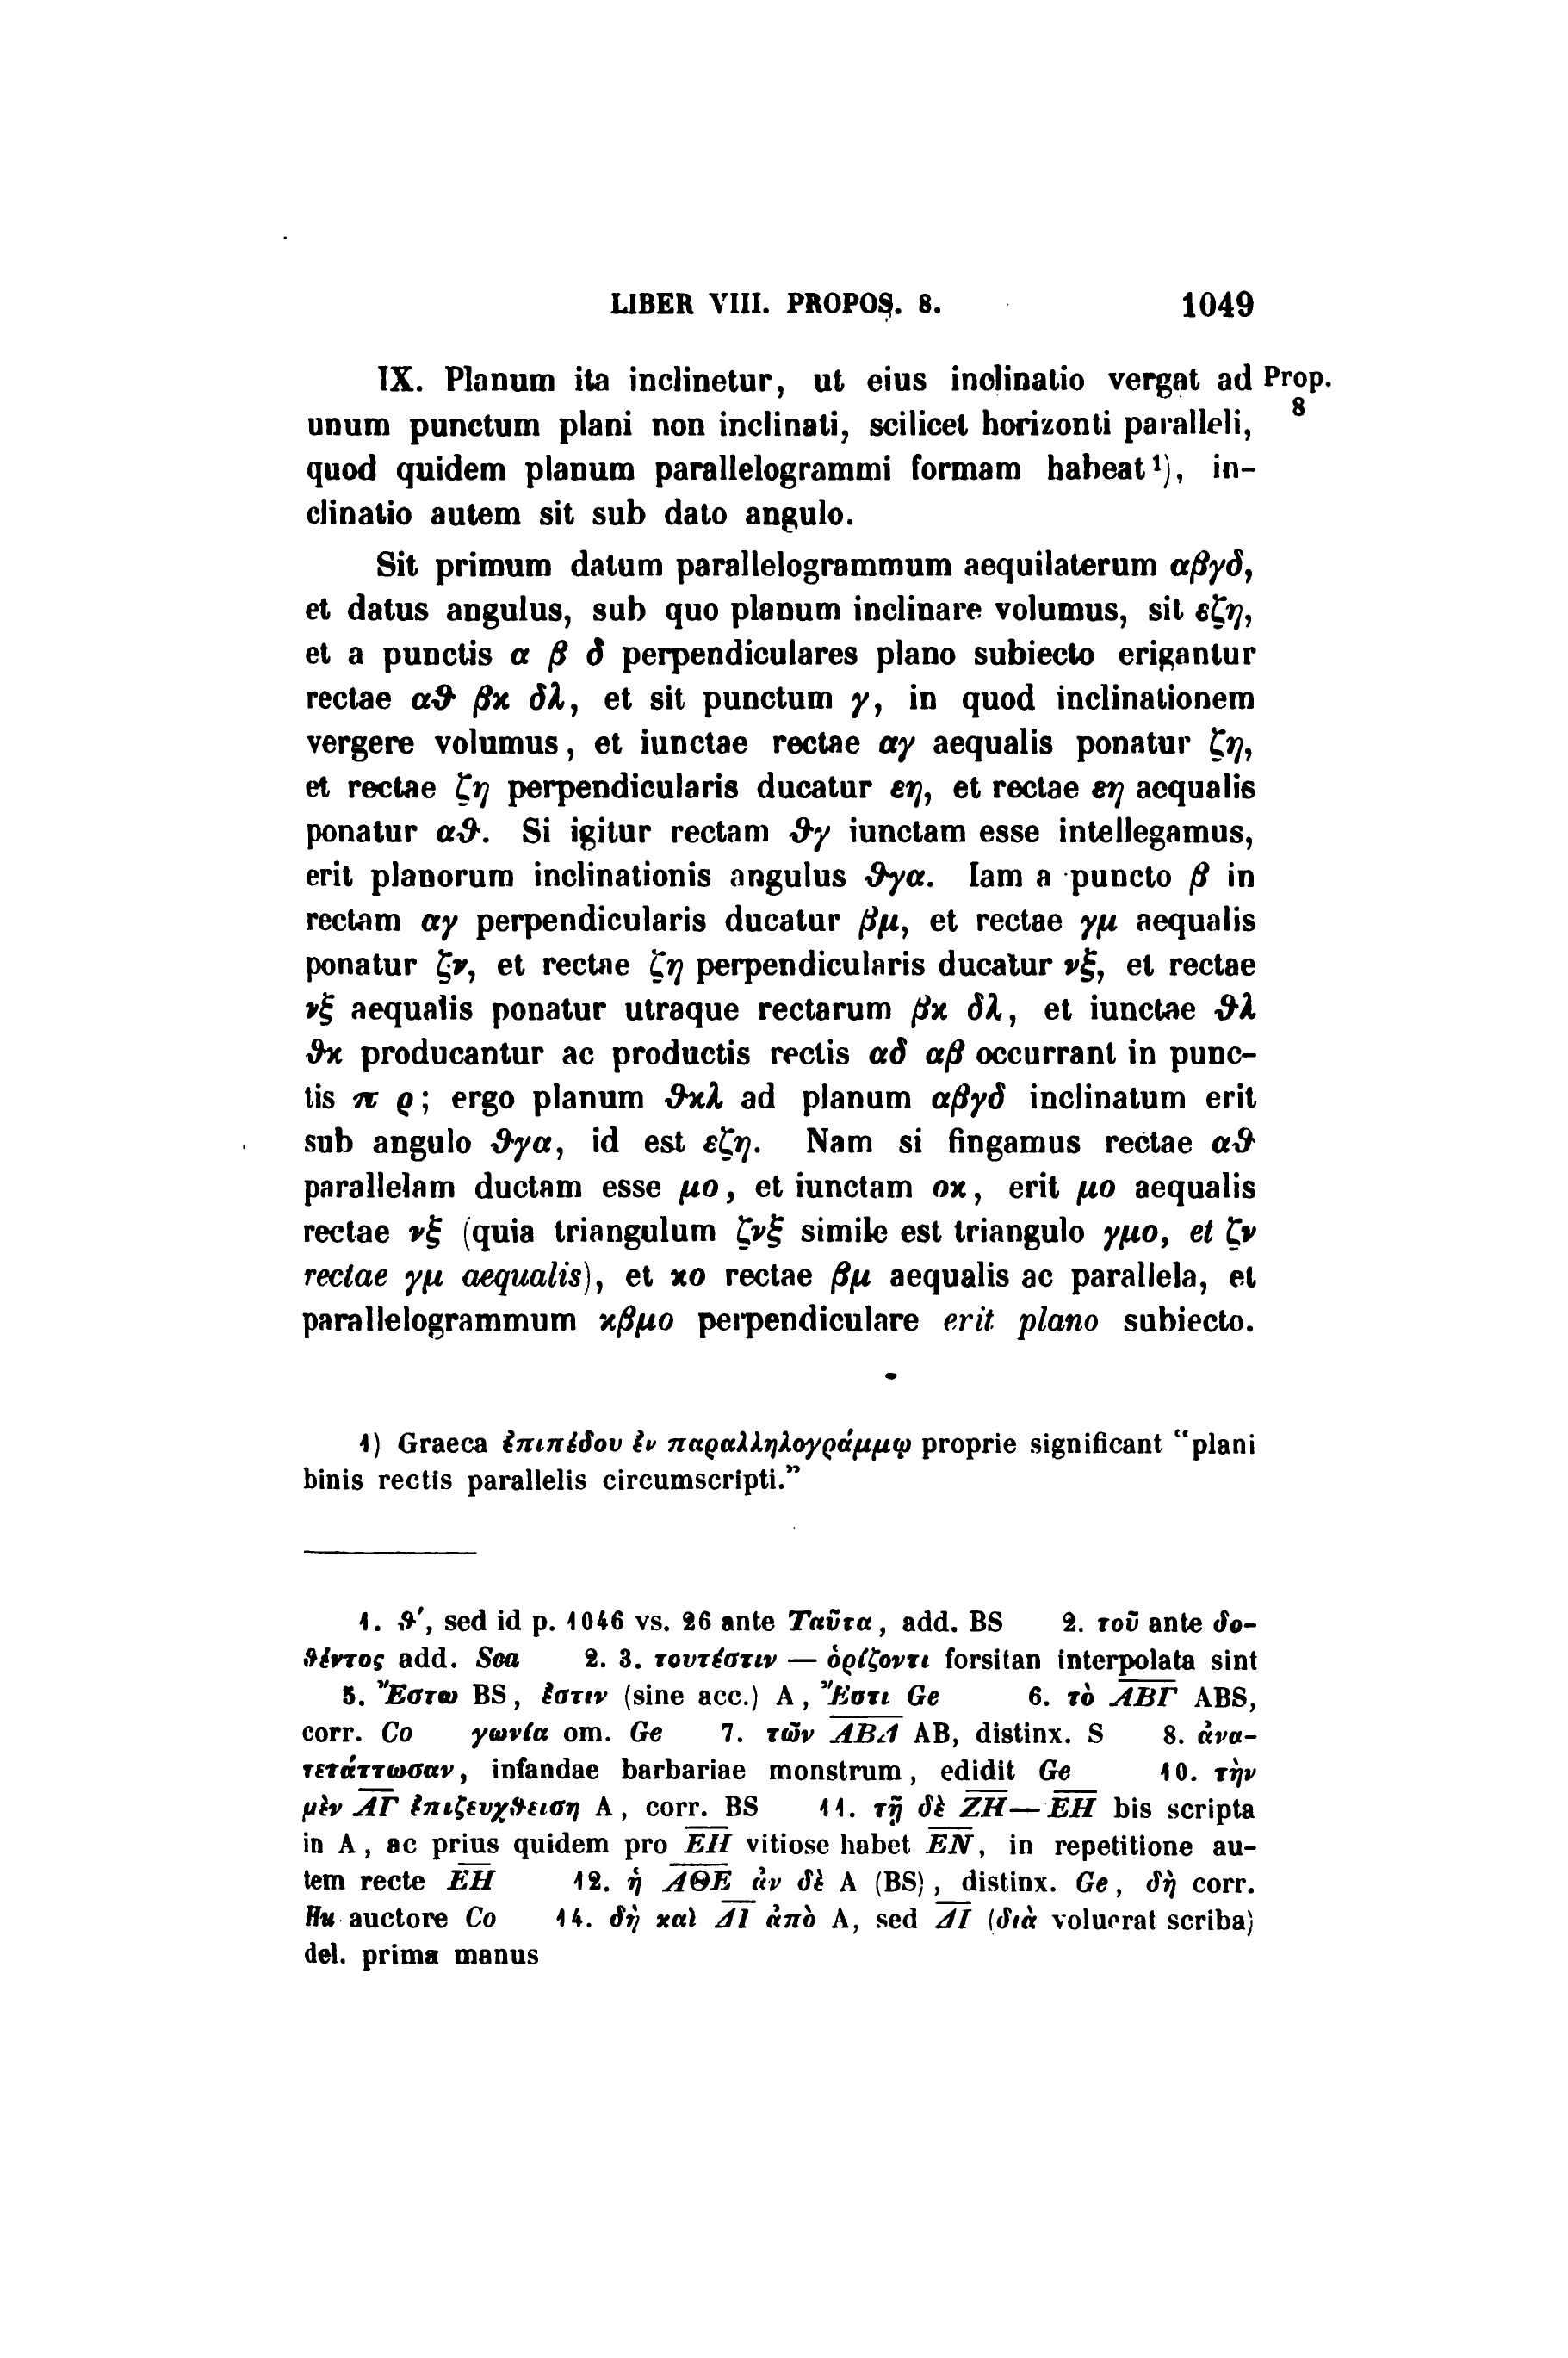 LIBER VIII. PROPOS. 8. 1049
IX. Planum ita inclinetur, ut eius inclinatio vergat ad Prop. 8
unum punctum plani non inclinati, scilicet horizonti paralleli,
quod quidem planum parallelogrammi formam habeat¹), in-
clinatio autem sit sub dato angulo.
Sit primum datum parallelogrammum aequilaterum αβγδ,
et datus angulus, sub quo planum inclinare volumus, sit εζη,
et a punctis α β δ perpendiculares plano subiecto erigantur
rectae αϑ βκ δλ, et sit punctum γ, in quod inclinationem
vergere volumus, et iunctae rectae αγ aequalis ponatur ζη,
et rectae ζη perpendicularis ducatur εη, et rectae εη aequalis
ponatur αϑ. Si igitur rectam ϑγ iunctam esse intellegamus,
erit planorum inclinationis angulus ϑγα. Iam a puncto β in
rectam αγ perpendicularis ducatur βμ, et rectae γμ aequalis
ponatur ζν, et rectae ζη perpendicularis ducatur νξ, et rectae
νξ aequalis ponatur utraque rectarum βκ δλ, et iunctae ϑλ
ϑκ producantur ac productis rectis αδ αβ occurrant in punc-
tis π ρ; ergo planum ϑκλ ad planum αβγδ inclinatum erit
sub angulo ϑγα, id est εζη. Nam si fingamus rectae αϑ
parallelam ductam esse μο, et iunctam οκ, erit μο aequalis
rectae νξ (quia triangulum ζνξ simile est triangulo γμο, et ζν
rectae γμ aequalis), et κο rectae βμ aequalis ac parallela, et
parallelogrammum κβμο perpendiculare erit plano subiecto.
1) Graeca ἐπιπέδου ἐν παραλληλογράμμῳ proprie significant “plani
binis rectis parallelis circumscripti.”
1. ϑ′, sed id p. 1046 vs. 26 ante Ταῦτα, add. BS 2. τοῦ ante δο-
ϑέντος add. Sca 2. 3. τουτέστιν — ὁρίζοντι forsitan interpolata sint
5. Ἔστω BS, ἐστιν (sine acc.) A, Ἔστι Ge 6. τὸ ΑΒΓ ABS,
corr. Co γωνία om. Ge 7. τῶν ΑΒΔ AB, distinx. S 8. ἀνα-
τετάττωσαν, infandae barbariae monstrum, edidit Ge 10. τὴν
μὲν ΑΓ ἐπιζευχϑειση A, corr. BS 11. τῇ δὲ ΖΗ—ΕΗ bis scripta
in A, ac prius quidem pro ΕΗ vitiose habet ΕΝ, in repetitione au-
tem recte ΕΗ 12. ἡ ΑΘΕ ἀν δὲ A (BS), distinx. Ge, δὴ corr.
Hu auctore Co 14. δὴ καὶ ΔΙ ἀπὸ A, sed ΔΙ (διὰ voluerat scriba)
del. prima manus